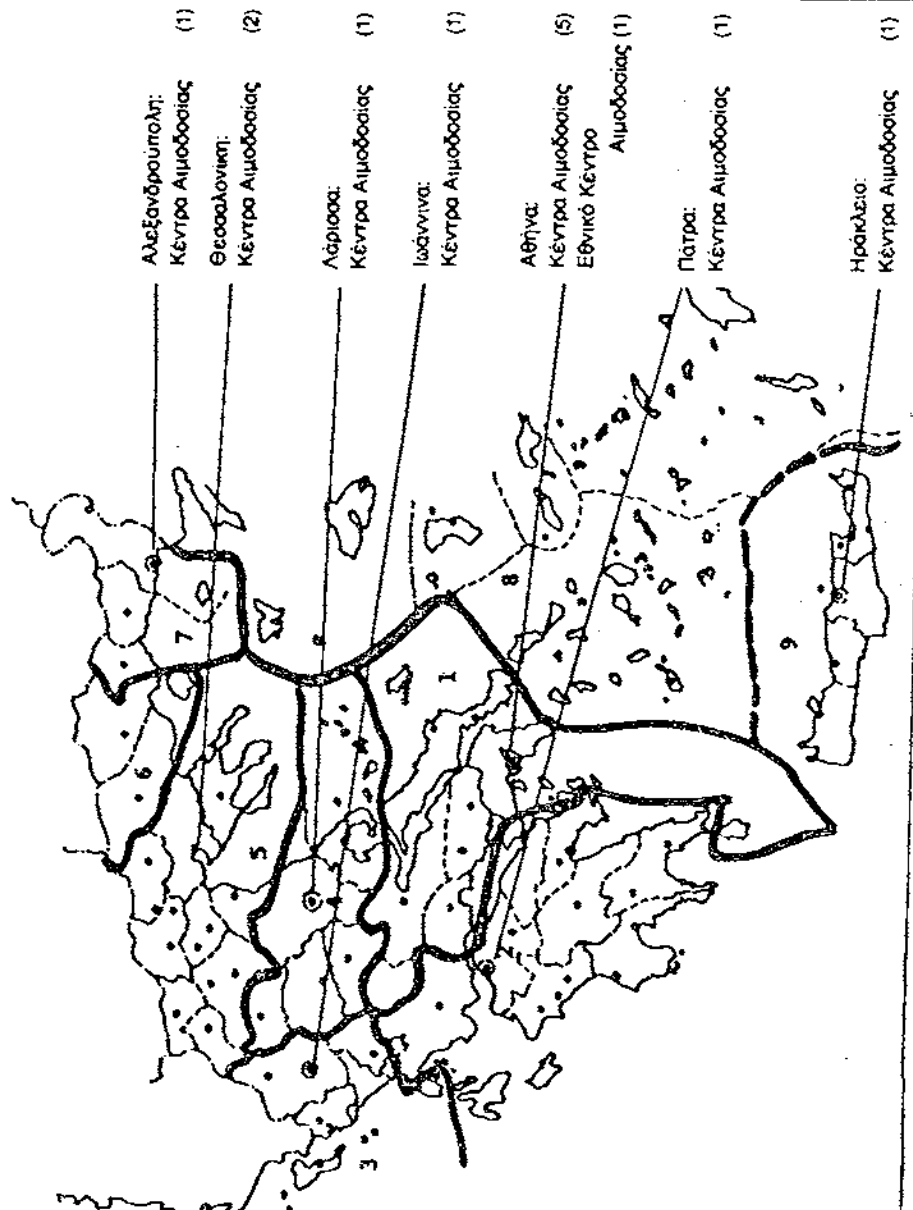 Αλεξανδρούπολη:
Κέντρα Αιμοδοσίας (1)
Θεσσαλονίκη:
Κέντρα Αιμοδοσίας (2)
Λάρισσα:
Κέντρα Αιμοδοσίας (1)
Ιωάννινα:
Κέντρα Αιμοδοσίας (1)
Αθήνα:
Κέντρα Αιμοδοσίας (5)
Εθνικό Κέντρο
Αιμοδοσίας (1)
Πάτρα:
Κέντρα Αιμοδοσίας (1)
Ηράκλειο:
Κέντρα Αιμοδοσίας (1)
7
6
5
8
1
4
2
3
9